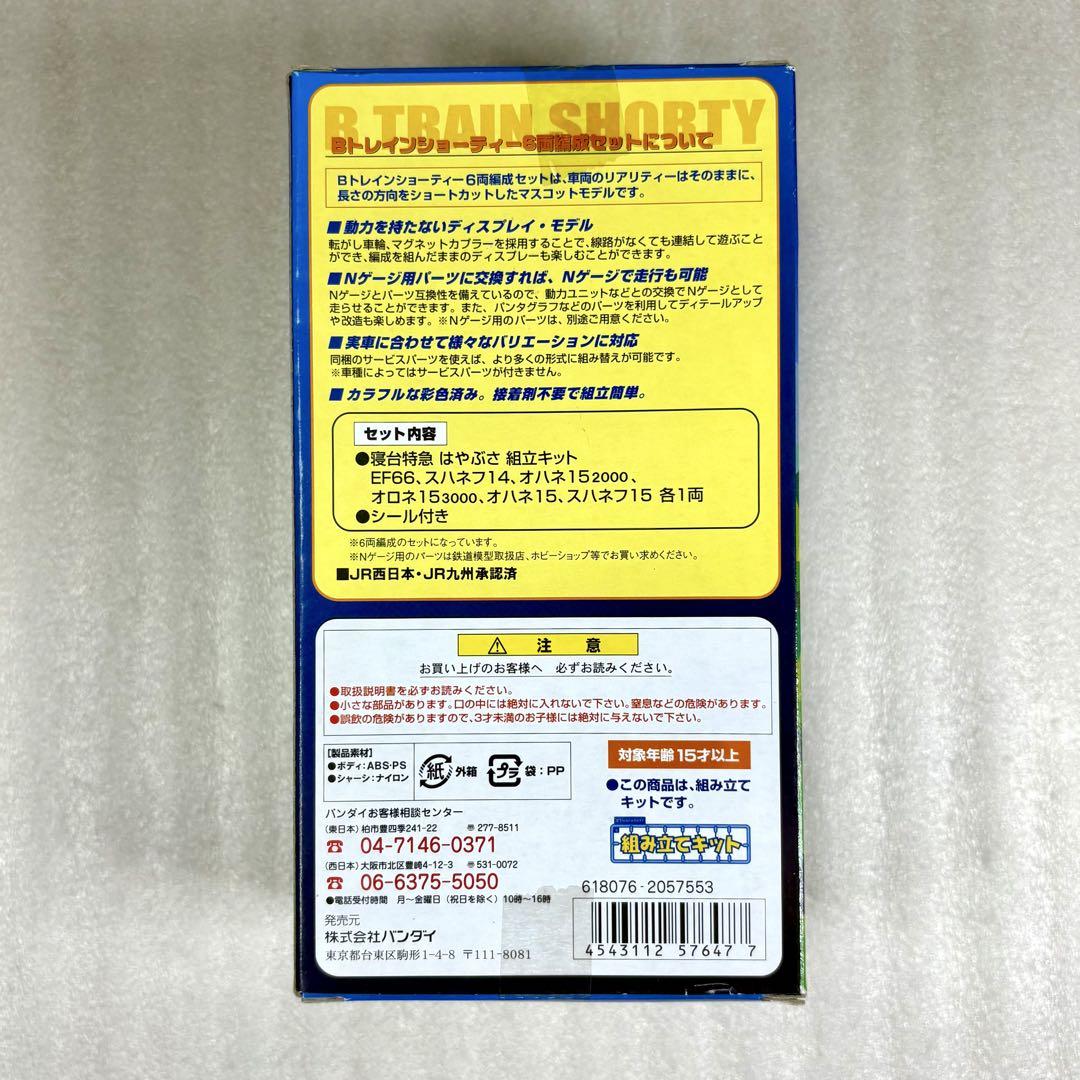 B TRAIN SHORTY
Bトレインショーティー6両編成セットについて
Bトレインショーティー6両編成セットは、車両のリアリティーはそのままに、
長さの方向をショートカットしたマスコットモデルです。
■動力を持たないディスプレイ・モデル
転がし車輪、マグネットカプラーを採用することで、線路がなくても連結して遊ぶこと
ができ、編成を組んだままのディスプレーも楽しむことができます。
■Nゲージ用パーツに交換すれば、Nゲージで走行も可能
Nゲージとパーツ互換性を備えているので、動力ユニットなどとの交換でNゲージとして
走らせることができます。また、パンタグラフなどのパーツを利用してディテールアップ
や改造も楽しめます。※Nゲージ用のパーツは、別途ご用意ください。
■実車に合わせて様々なバリエーションに対応
同梱のサービスパーツを使えば、より多くの形式に組み替えが可能です。
※車種によってはサービスパーツが付きません。
■カラフルな彩色済み。接着剤不要で組立簡単。
セット内容
●寝台特急 はやぶさ 組立キット
EF66、スハネフ14、オハネ152000、
オロネ153000、オハネ15、スハネフ15 各1両
●シール付き
※6両編成のセットになっています。
※Nゲージ用のパーツは鉄道模型取扱店、ホビーショップ等でお買い求めください。
■JR西日本・JR九州承認済
⚠ 注意
お買い上げのお客様へ 必ずお読みください。
●取扱説明書を必ずお読みください。
●小さな部品があります。口の中には絶対に入れないで下さい。窒息などの危険があります。
●誤飲の危険がありますので、3才未満のお子様には絶対に与えないで下さい。
【製品素材】
●ボディ:ABS・PS
●シャーシ:ナイロン
紙 外箱 プラ 袋:PP
対象年齢15才以上
●この商品は、組み立て
キットです。
組み立てキット
バンダイお客様相談センター
(東日本)柏市豊四季241-22 〠277-8511
☎ 04-7146-0371
(西日本)大阪市北区豊崎4-12-3 〠531-0072
☎ 06-6375-5050
●電話受付時間 月〜金曜日(祝日を除く)10時〜16時
発売元
株式会社バンダイ
東京都台東区駒形1-4-8 〒111-8081
618076-2057553
4543112 57647 7